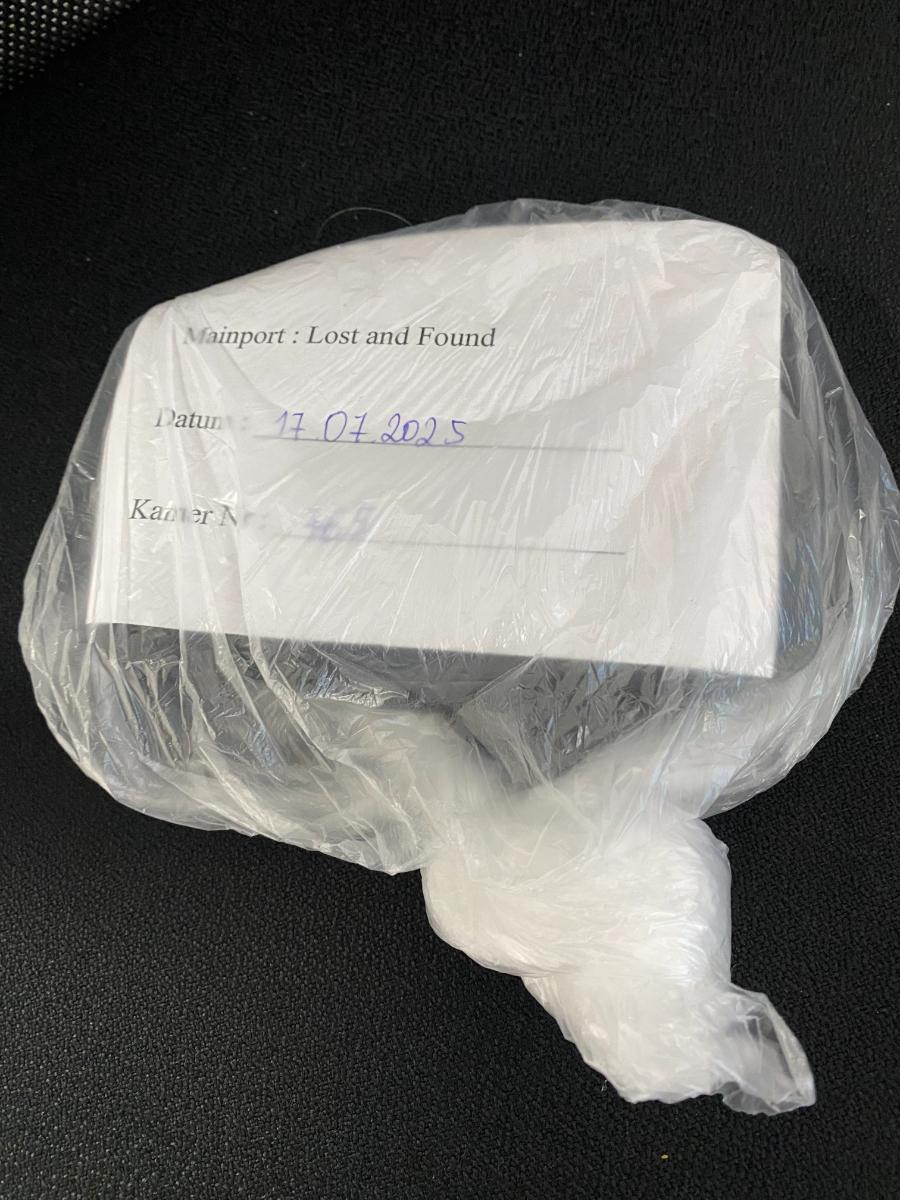 Mainport : Lost and Found
Datum : 17.07.2025
Kamer Nr :